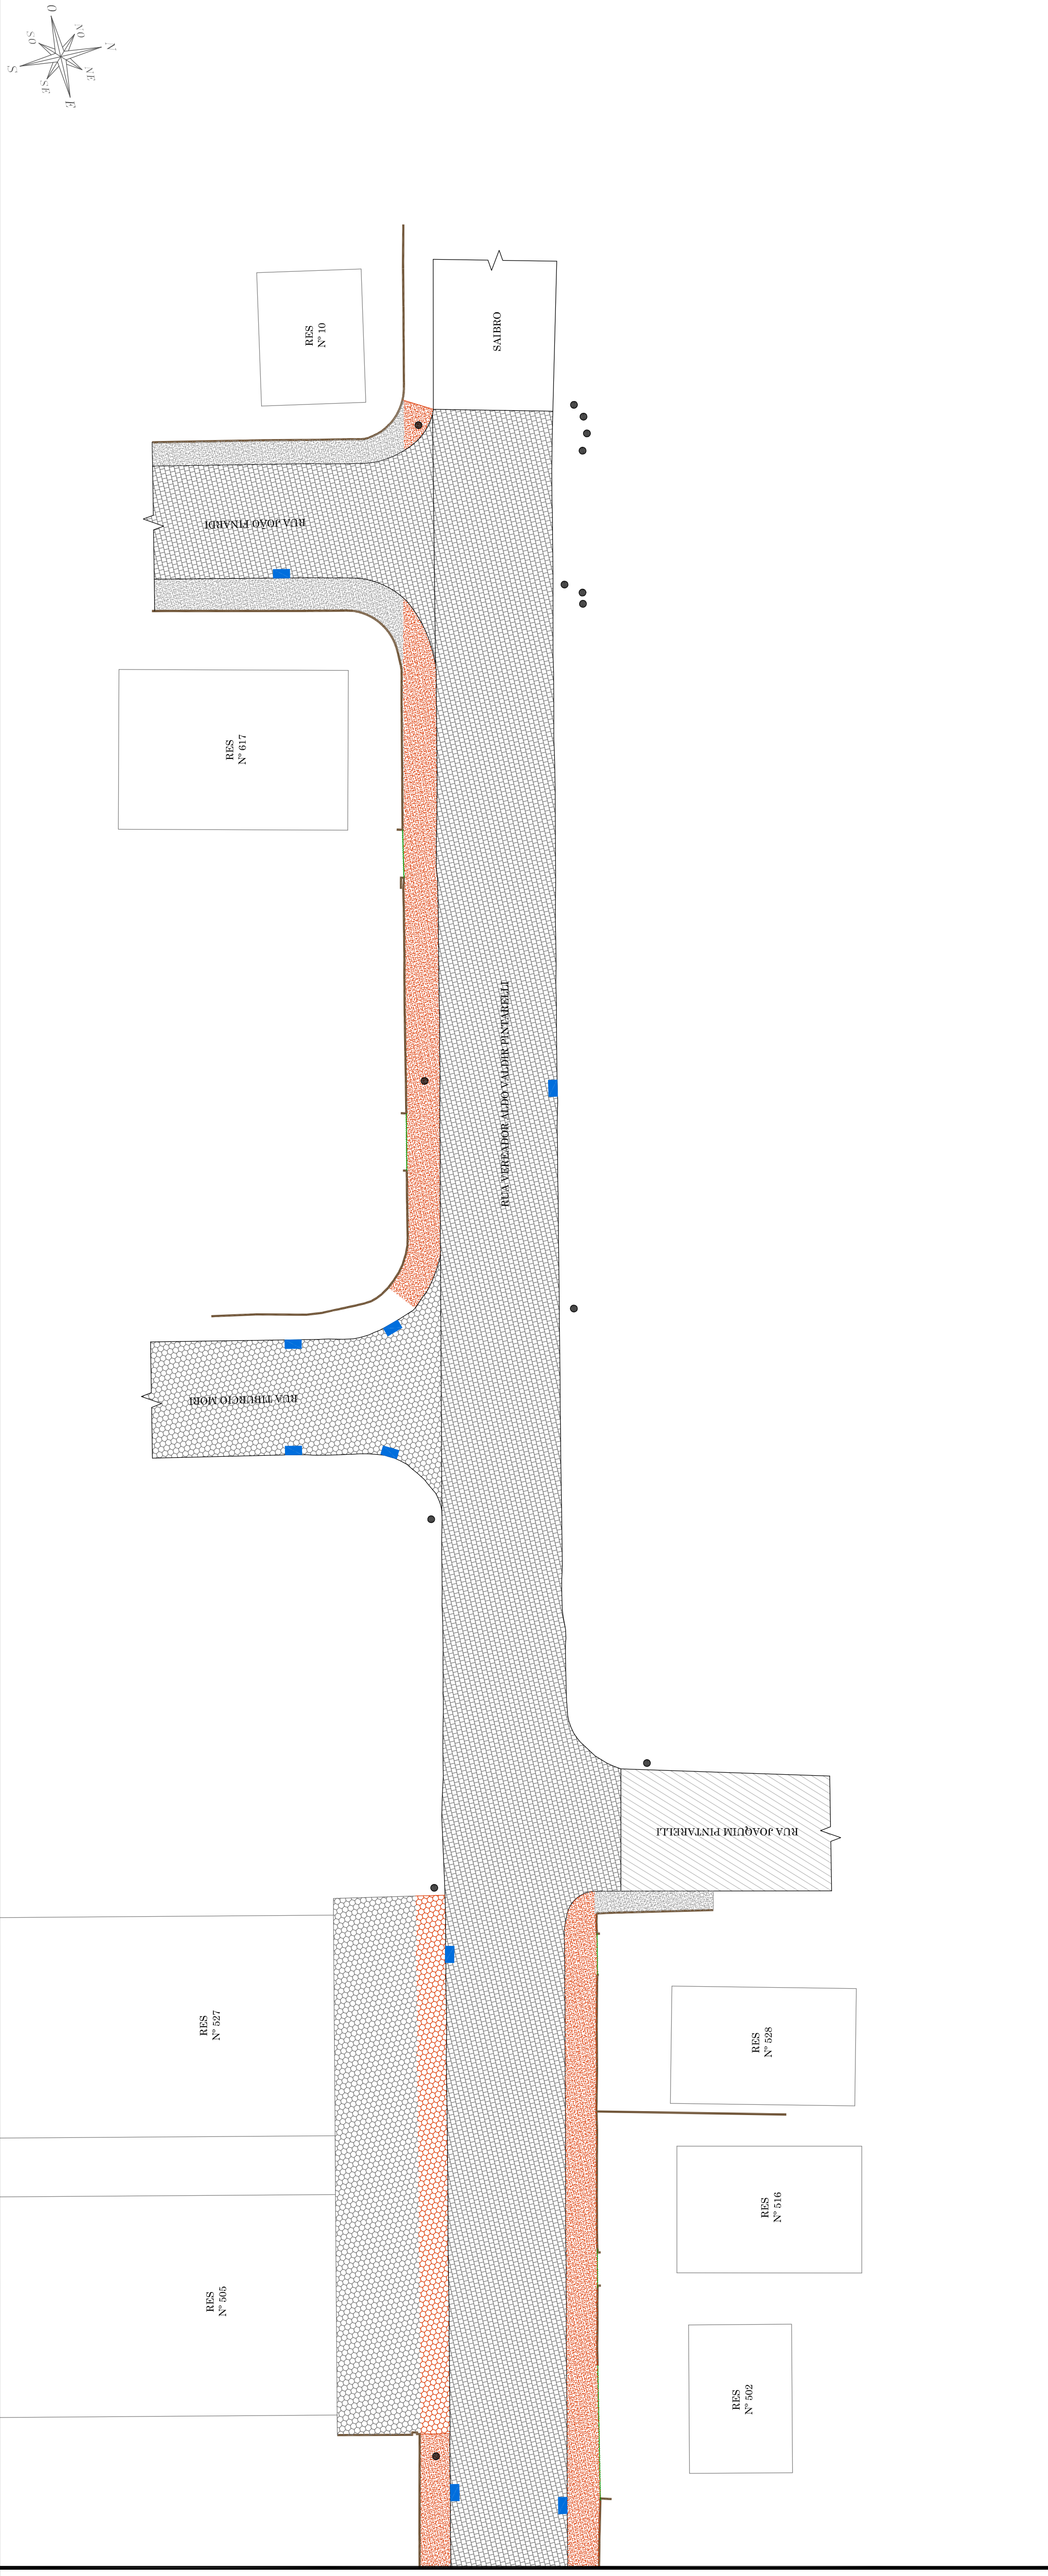 O
NO
N
SO
NE
S
SE
E
RES
Nº 10
SAIBRO
RUA JOÃO FINARDI
RES
Nº 617
RUA VEREADOR ALDO VALDIR PINTARELLI
RUA TIBURCIO MORI
RUA JOAQUIM PINTARELLI
RES
Nº 527
RES
Nº 528
RES
Nº 516
RES
Nº 505
RES
Nº 502